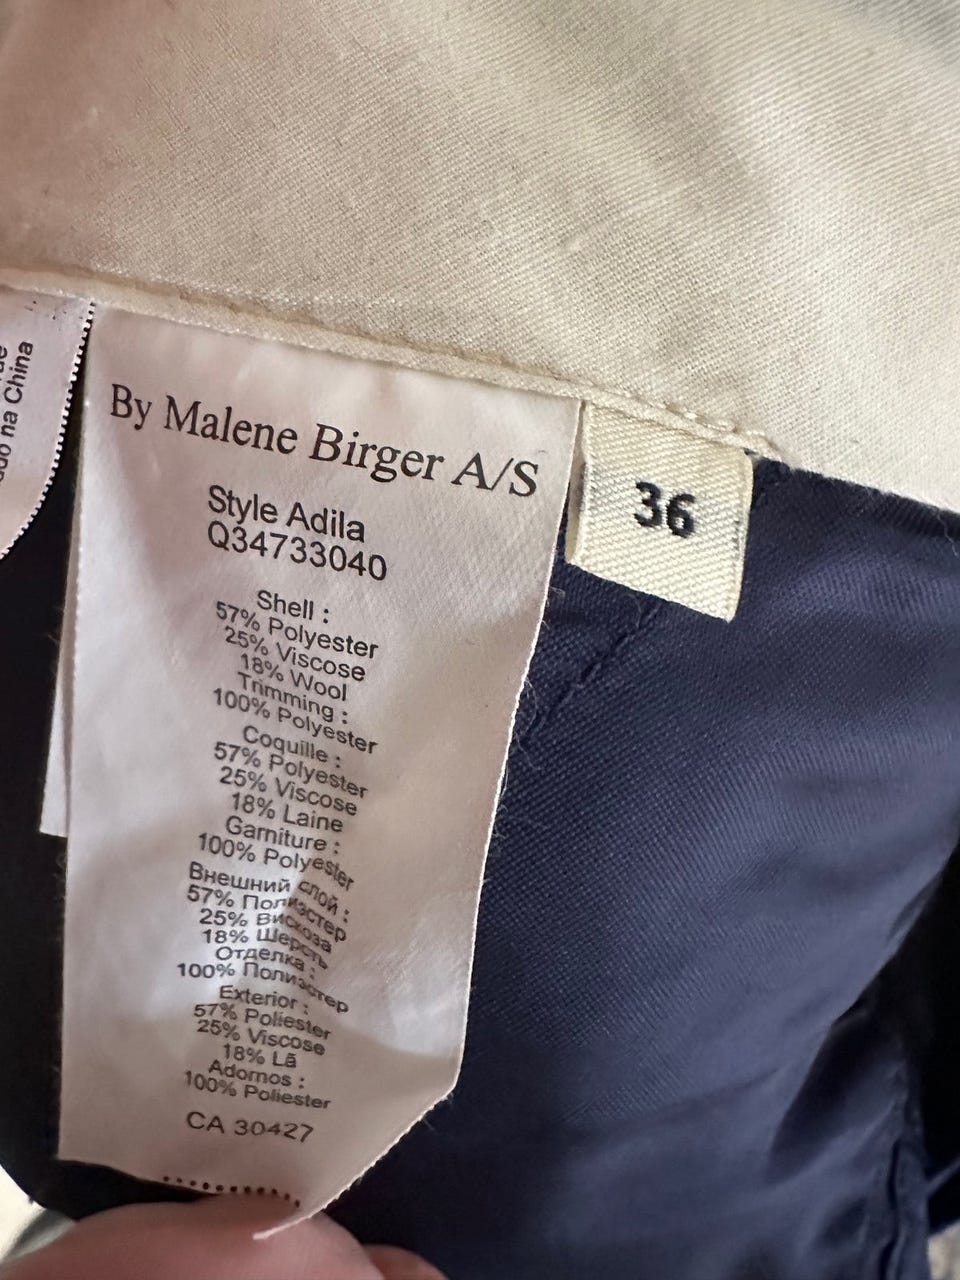 na China
By Malene Birger A/S
Style Adila
Q34733040
Shell :
57% Polyester
25% Viscose
18% Wool
Trimming :
100% Polyester
Coquille :
57% Polyester
25% Viscose
18% Laine
Garniture :
100% Polyester
Внешний слой :
57% Полиэстер
25% Вискоза
18% Шерсть
Отделка :
100% Полиэстер
Exterior :
57% Poliester
25% Viscose
18% Lã
Adornos :
100% Poliester
CA 30427
36